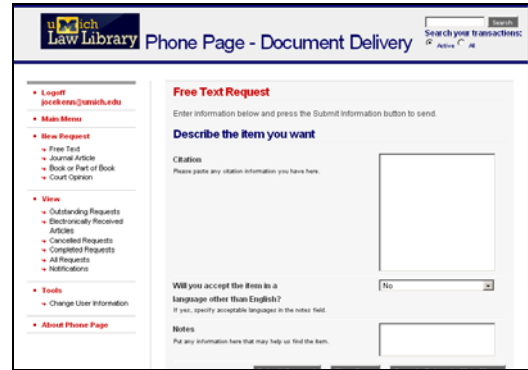 uMich
Law Library
Phone Page - Document Delivery
Search
Search your transactions:
Active All
Logoff
jocekenn@umich.edu
Main Menu
New Request
Free Text
Journal Article
Book or Part of Book
Court Opinion
View
Outstanding Requests
Electronically Received
Articles
Cancelled Requests
Completed Requests
All Requests
Notifications
Tools
Change User Information
About Phone Page
Free Text Request
Enter information below and press the Submit Information button to send.
Describe the item you want
Citation
Please paste any citation information you have here.
Will you accept the item in a
language other than English?
If yes, specify acceptable languages in the notes field.
No
Notes
Put any information here that may help us find the item.